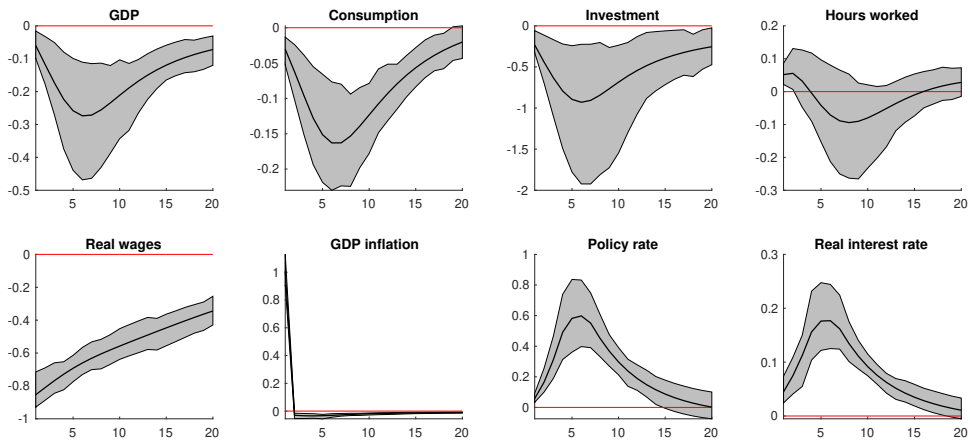 GDP
0
-0.1
-0.2
-0.3
-0.4
-0.5
5 10 15 20
Consumption
0
-0.05
-0.1
-0.15
-0.2
5 10 15 20
Investment
0
-0.5
-1
-1.5
-2
5 10 15 20
Hours worked
0.2
0.1
0
-0.1
-0.2
-0.3
5 10 15 20
Real wages
0
-0.2
-0.4
-0.6
-0.8
-1
5 10 15 20
GDP inflation
1
0.8
0.6
0.4
0.2
0
5 10 15 20
Policy rate
1
0.8
0.6
0.4
0.2
0
5 10 15 20
Real interest rate
0.3
0.2
0.1
0
5 10 15 20